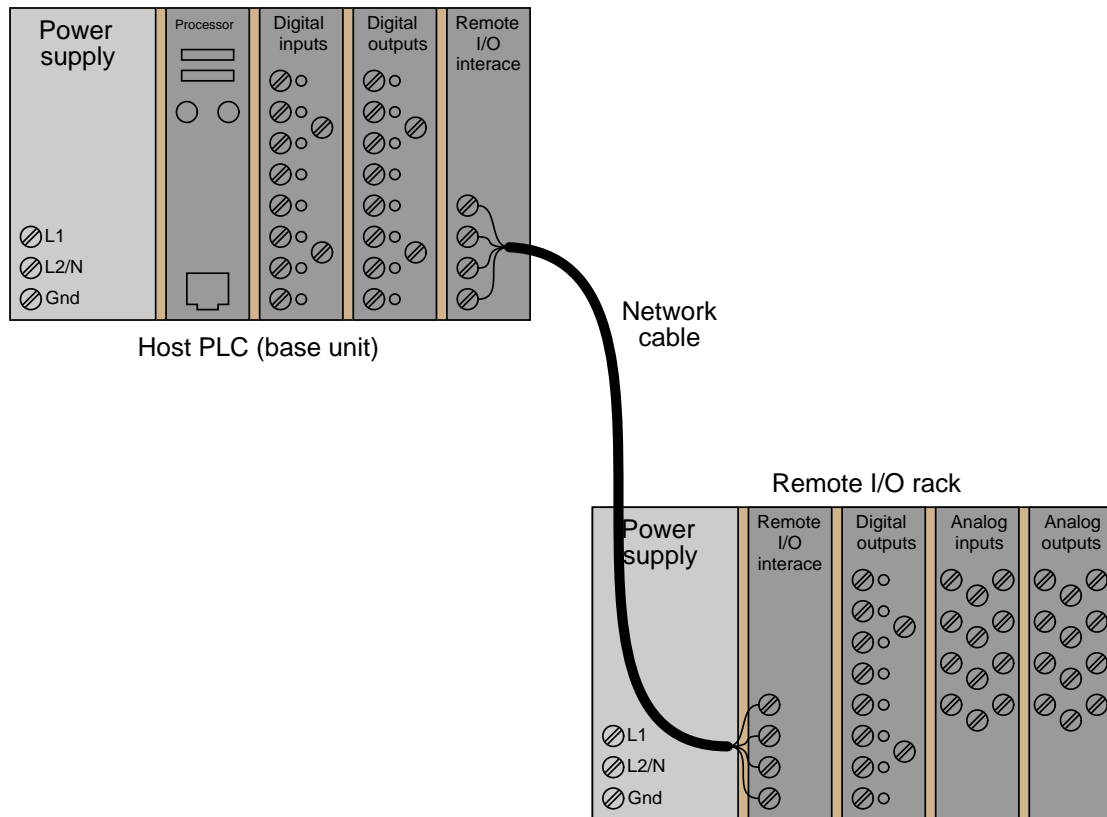 Power
supply
Processor
Digital
inputs
Digital
outputs
Remote
I/O
interace
L1
L2/N
Gnd
Host PLC (base unit)
Network
cable
Remote I/O rack
Power
supply
Remote
I/O
interace
Digital
outputs
Analog
inputs
Analog
outputs
L1
L2/N
Gnd